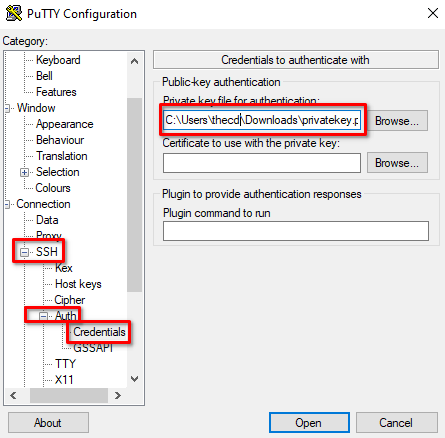 PuTTY Configuration
Category:
Keyboard
Bell
Features
Window
Appearance
Behaviour
Translation
Selection
Colours
Connection
Data
Proxy
SSH
Kex
Host keys
Cipher
Auth
Credentials
GSSAPI
TTY
X11
Credentials to authenticate with
Public-key authentication
Private key file for authentication:
C:\Users\thecd\Downloads\privatekey.p
Browse...
Certificate to use with the private key:
Browse...
Plugin to provide authentication responses
Plugin command to run
About
Open
Cancel